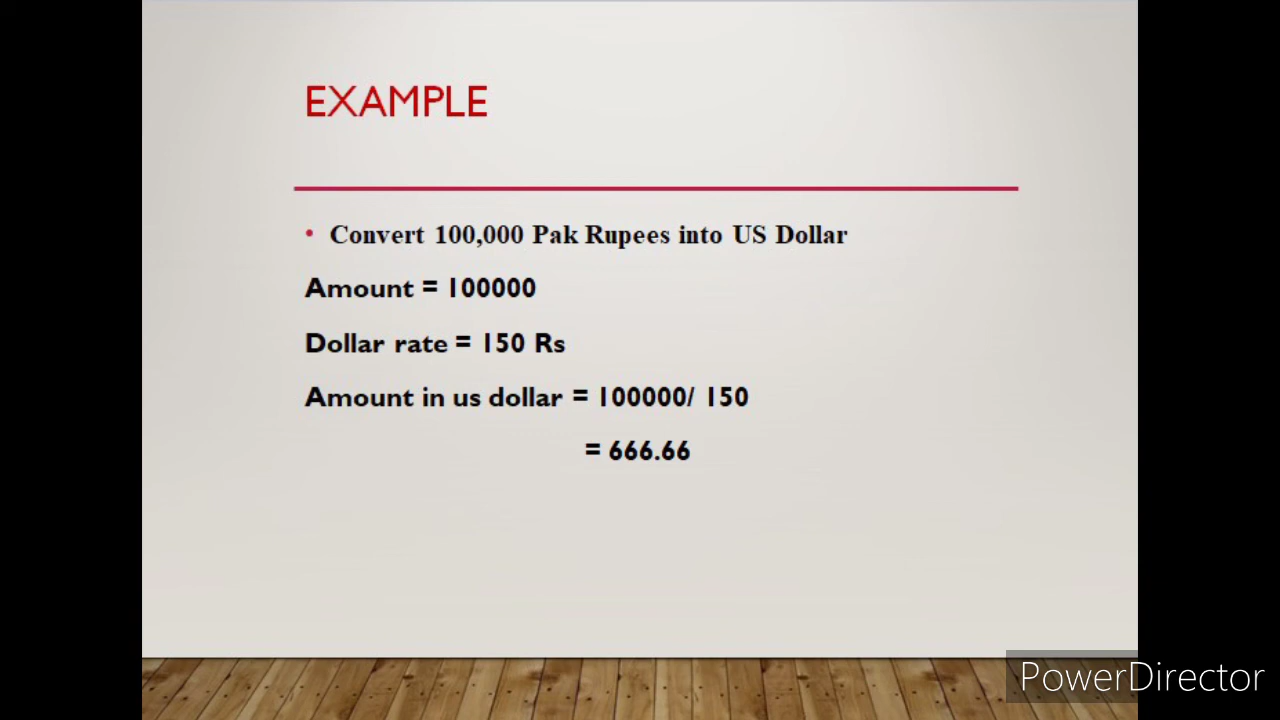 EXAMPLE
• Convert 100,000 Pak Rupees into US Dollar
Amount = 100000
Dollar rate = 150 Rs
Amount in us dollar = 100000/ 150
= 666.66
PowerDirector